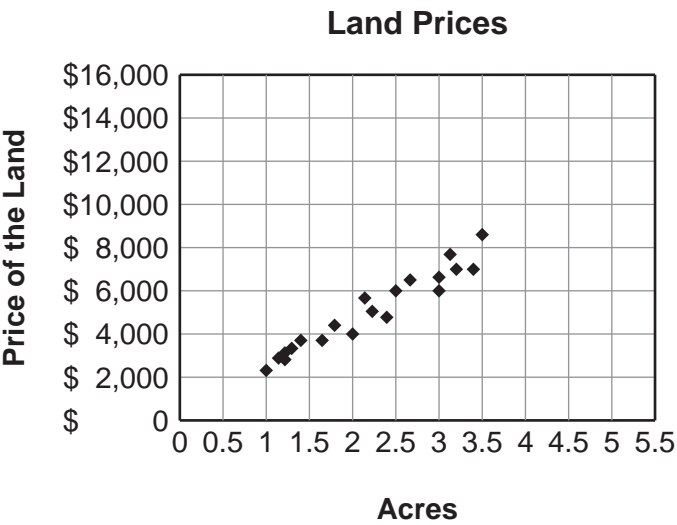 Land Prices
Price of the Land
$16,000
$14,000
$12,000
$10,000
$ 8,000
$ 6,000
$ 4,000
$ 2,000
$ 0
0 0.5 1 1.5 2 2.5 3 3.5 4 4.5 5 5.5
Acres